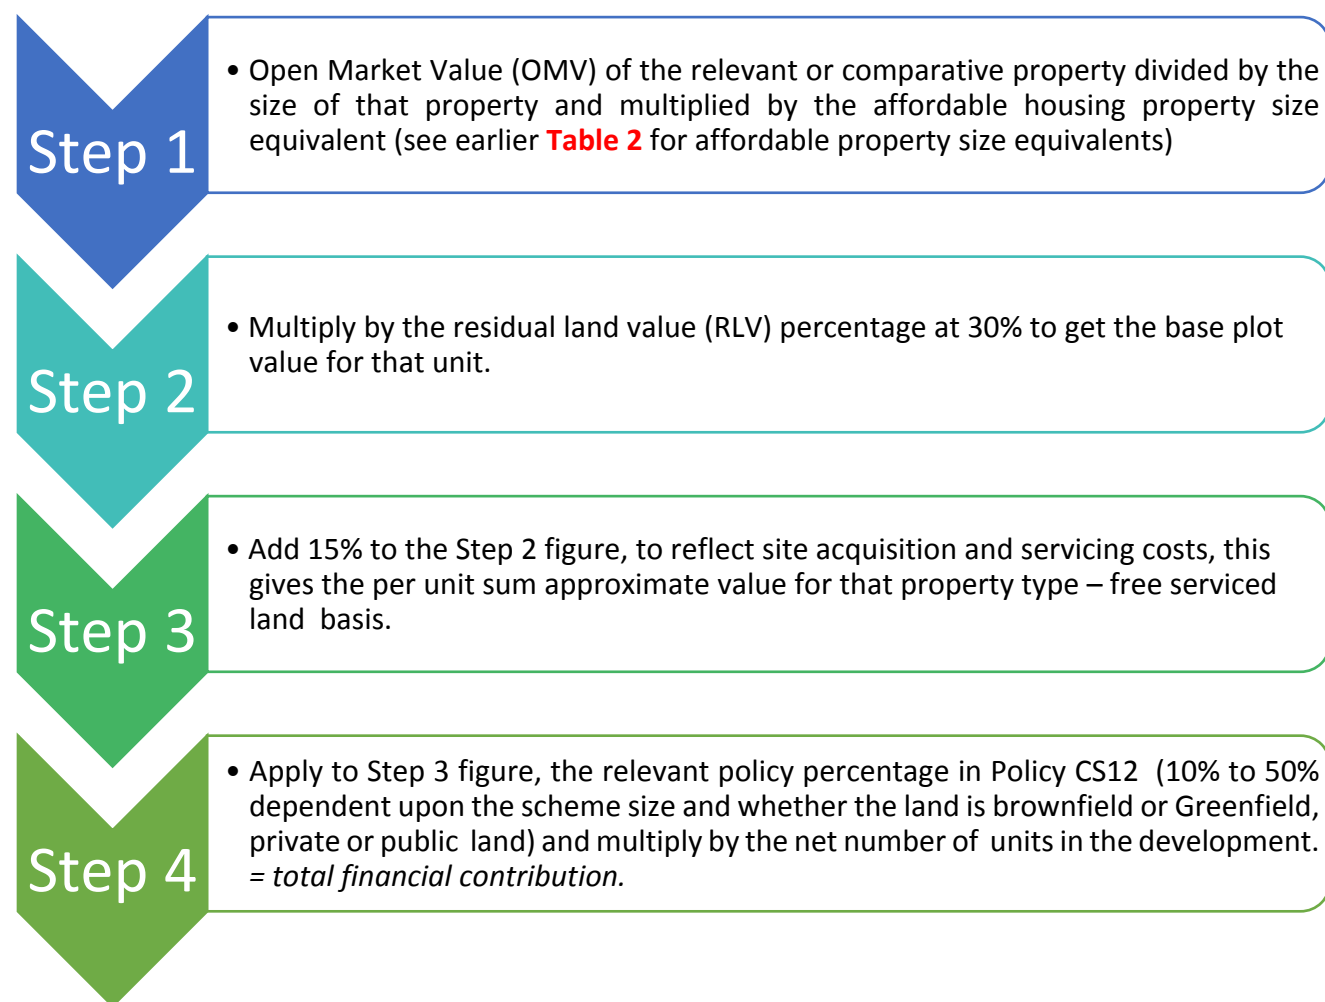 Step 1
• Open Market Value (OMV) of the relevant or comparative property divided by the
size of that property and multiplied by the affordable housing property size
equivalent (see earlier Table 2 for affordable property size equivalents)
Step 2
• Multiply by the residual land value (RLV) percentage at 30% to get the base plot
value for that unit.
Step 3
• Add 15% to the Step 2 figure, to reflect site acquisition and servicing costs, this
gives the per unit sum approximate value for that property type – free serviced
land basis.
Step 4
• Apply to Step 3 figure, the relevant policy percentage in Policy CS12 (10% to 50%
dependent upon the scheme size and whether the land is brownfield or Greenfield,
private or public land) and multiply by the net number of units in the development.
= total financial contribution.